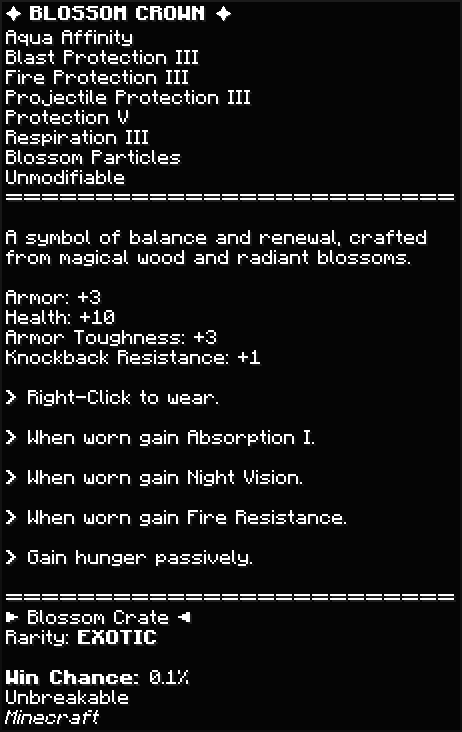 ✦ BLOSSOM CROWN ✦
Aqua Affinity
Blast Protection III
Fire Protection III
Projectile Protection III
Protection V
Respiration III
Blossom Particles
Unmodifiable
==============================
A symbol of balance and renewal, crafted
from magical wood and radiant blossoms.
Armor: +3
Health: +10
Armor Toughness: +3
Knockback Resistance: +1
> Right-Click to wear.
> When worn gain Absorption I.
> When worn gain Night Vision.
> When worn gain Fire Resistance.
> Gain hunger passively.
==============================
► Blossom Crate ◄
Rarity: EXOTIC
Win Chance: 0.1%
Unbreakable
Minecraft